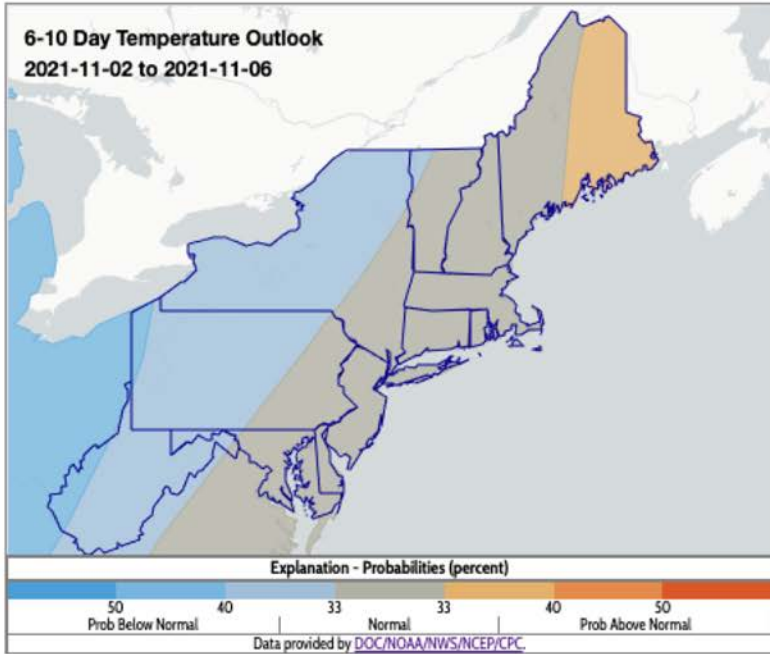 6-10 Day Temperature Outlook
2021-11-02 to 2021-11-06
Explanation - Probabilities (percent)
50 40 33 33 40 50
Prob Below Normal | Normal | Prob Above Normal
Data provided by DOC/NOAA/NWS/NCEP/CPC.